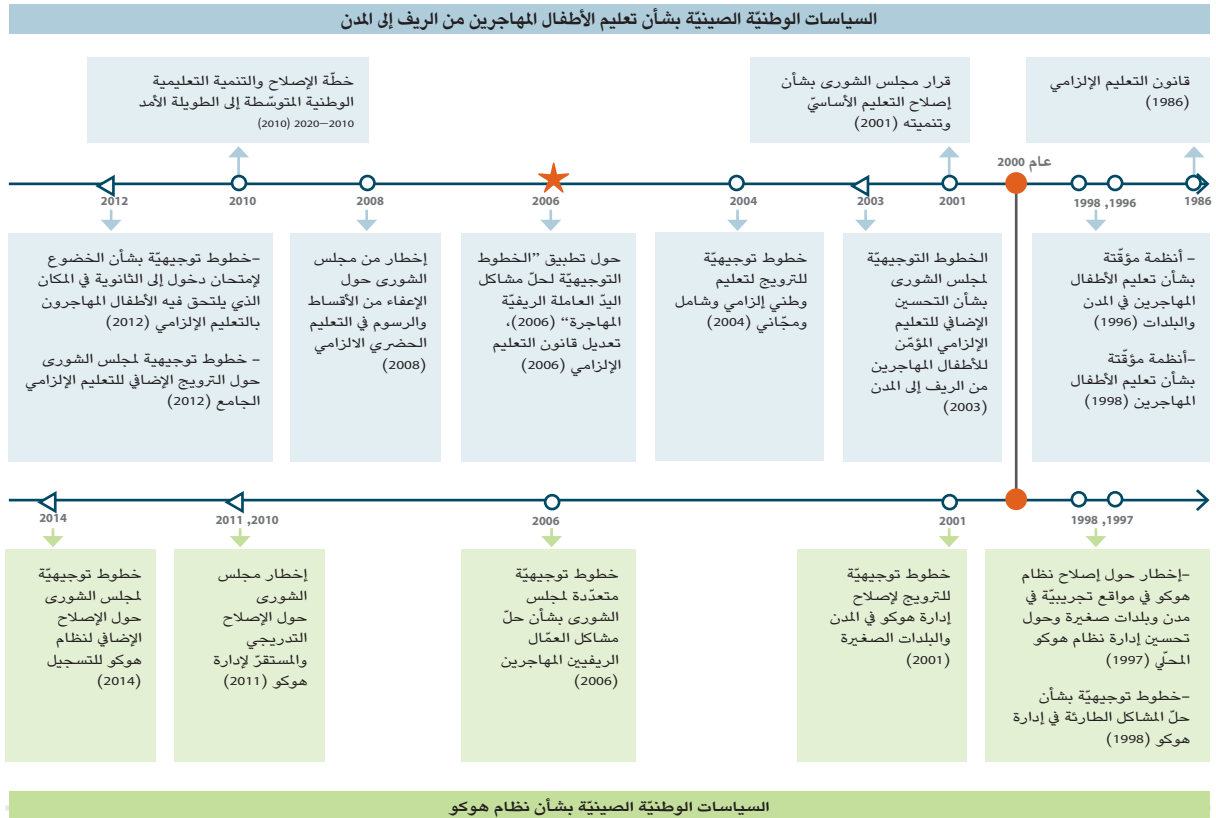 السياسات الوطنيّة الصينيّة بشأن تعليم الأطفال المهاجرين من الريف إلى المدن
قانون التعليم الإلزامي
(1986)
قرار مجلس الشورى بشأن
إصلاح التعليم الأساسيّ
وتنميته (2001)
خطّة الإصلاح والتنمية التعليمية
الوطنية المتوسّطة إلى الطويلة الأمد
2010–2020 (2010)
عام 2000
1986
1998 ,1996
2001
2003
2004
2006
2008
2010
2012
– أنظمة مؤقّتة
بشأن تعليم الأطفال
المهاجرين في المدن
والبلدات (1996)
–أنظمة مؤقّتة
بشأن تعليم الأطفال
المهاجرين (1998)
الخطوط التوجيهيّة
لمجلس الشورى
بشأن التحسين
الإضافي للتعليم
الإلزامي المؤمّن
للأطفال المهاجرين
من الريف إلى المدن
(2003)
خطوط توجيهيّة
للترويج لتعليم
وطني إلزامي وشامل
ومجّاني (2004)
حول تطبيق “الخطوط
التوجيهيّة لحلّ مشاكل
اليدّ العاملة الريفيّة
المهاجرة“ (2006)،
تعديل قانون التعليم
الإلزامي (2006)
إخطار من مجلس
الشورى حول
الإعفاء من الأقساط
والرسوم في التعليم
الحضري الالزامي
(2008)
–خطوط توجيهيّة بشأن الخضوع
لإمتحان دخول إلى الثانوية في المكان
الذي يلتحق فيه الأطفال المهاجرون
بالتعليم الإلزامي (2012)
– خطوط توجيهية لمجلس الشورى
حول الترويج الإضافي للتعليم الإلزامي
الجامع (2012)
1998 ,1997
2001
2006
2011 ,2010
2014
–إخطار حول إصلاح نظام
هوكو في مواقع تجريبيّة في
مدن وبلدات صغيرة وحول
تحسين إدارة نظام هوكو
المحلّي (1997)
–خطوط توجيهيّة بشأن
حلّ المشاكل الطارئة في إدارة
هوكو (1998)
خطوط توجيهيّة
للترويج لإصلاح
إدارة هوكو في المدن
والبلدات الصغيرة
(2001)
خطوط توجيهيّة
متعدّدة لمجلس
الشورى بشأن حلّ
مشاكل العمّال
الريفيين المهاجرين
(2006)
إخطار مجلس
الشورى
حول الإصلاح
التدريجي
والمستقرّ لإدارة
هوكو (2011)
خطوط توجيهيّة
لمجلس الشورى
حول الإصلاح
الإضافي لنظام
هوكو للتسجيل
(2014)
السياسات الوطنيّة الصينيّة بشأن نظام هوكو